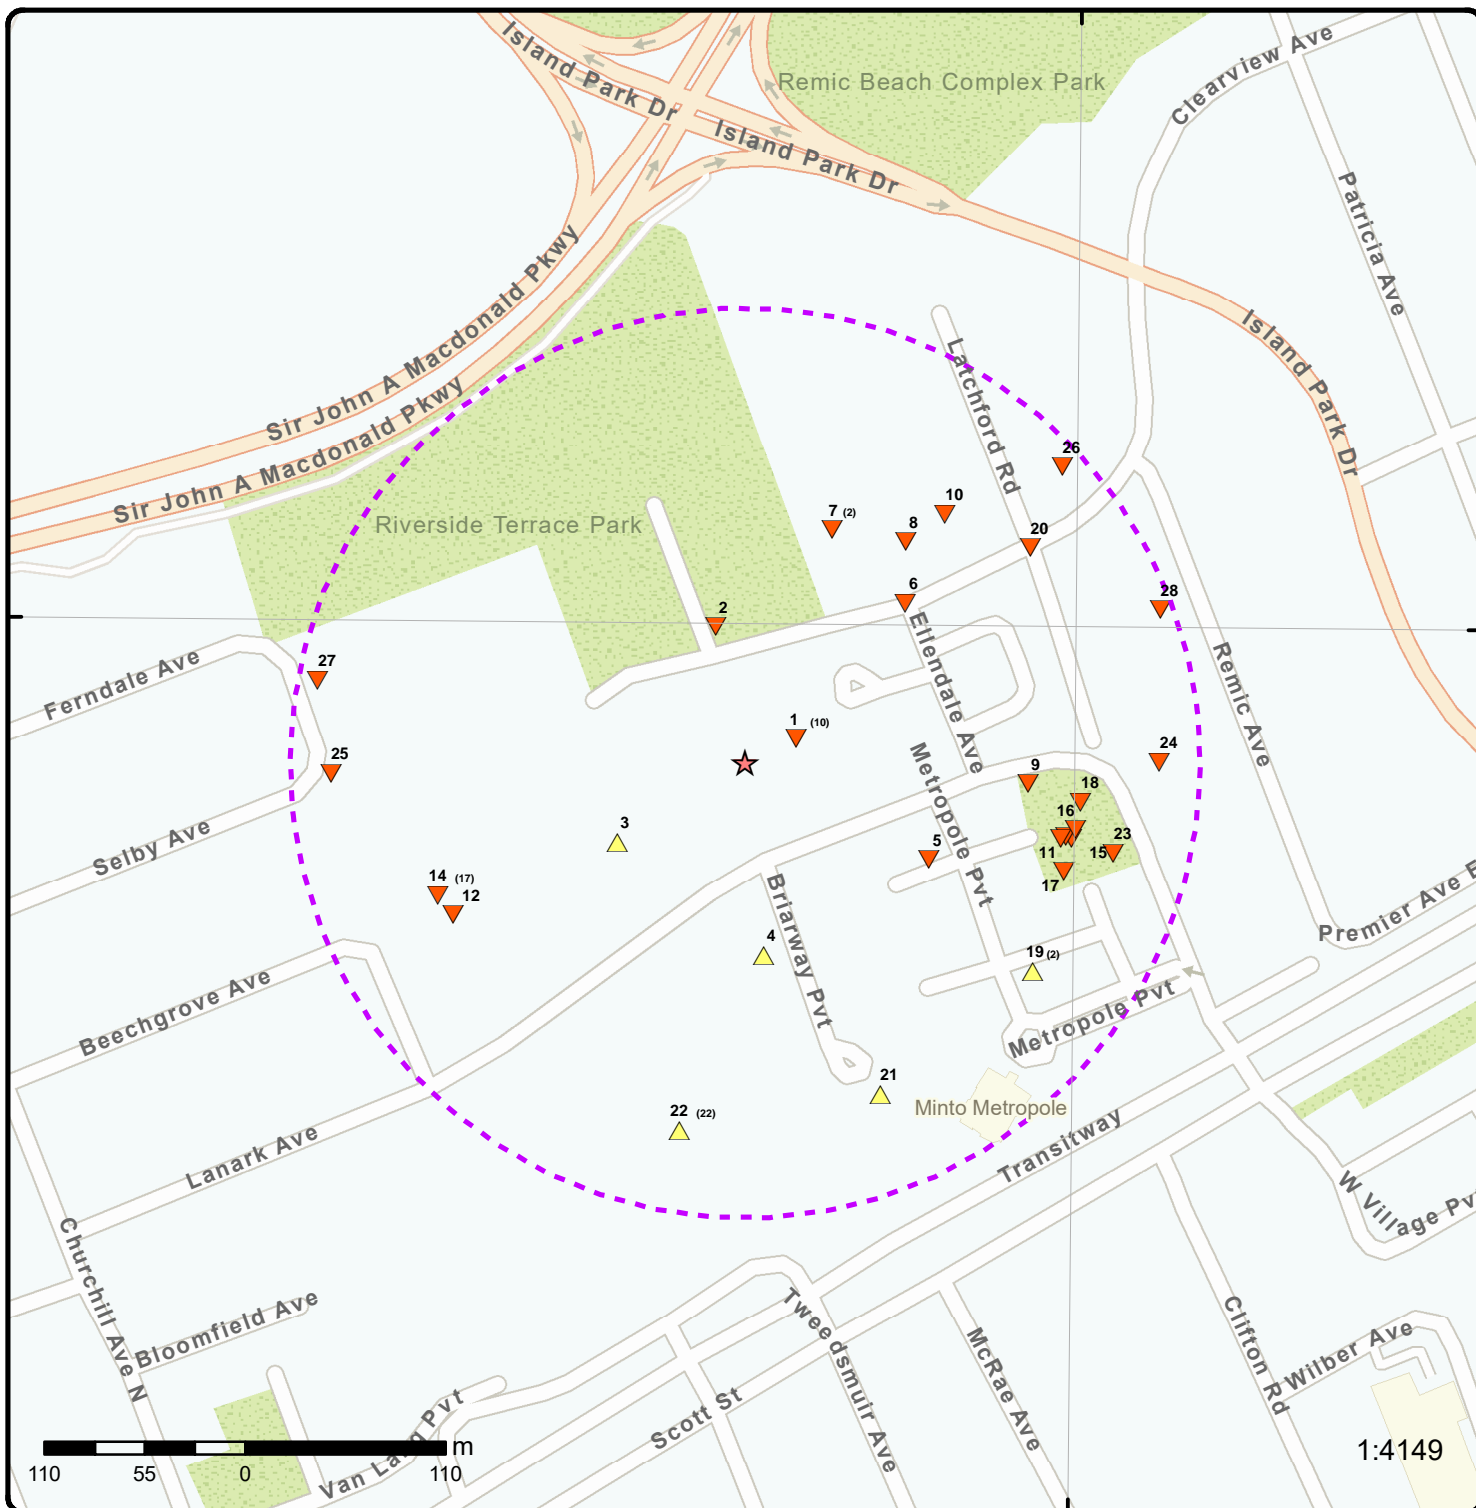 Island Park Dr
Remic Beach Complex Park
Clearview Ave
Island Park Dr
Patricia Ave
Sir John A Macdonald Pkwy
Island Park Dr
Latchford Rd
Sir John A Macdonald Pkwy
26
10
7 (2)
8
20
Riverside Terrace Park
6
28
2
Ellendale Ave
Remic Ave
Ferndale Ave
27
1 (10)
Metropole Pvt
24
25
9
18
Selby Ave
3
16
23
5
11
15
14 (17)
12
17
Briarway Pvt
Premier Ave E
4
19 (2)
Beechgrove Ave
Metropole Pvt
21
22 (22)
Minto Metropole
Transitway
Lanark Ave
W Village Pv
Churchill Ave N
Bloomfield Ave
Tweedsmuir Ave
McRae Ave
Clifton Rd
Wilber Ave
Scott St
Van Lang Pvt
m
110 55 0 110
1:4149